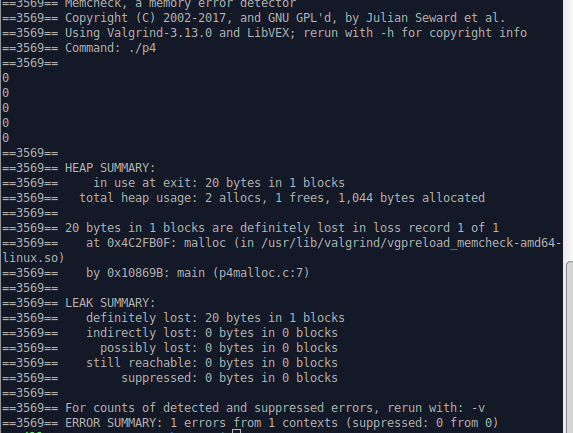 ==3569== Memcheck, a memory error detector
==3569== Copyright (C) 2002-2017, and GNU GPL'd, by Julian Seward et al.
==3569== Using Valgrind-3.13.0 and LibVEX; rerun with -h for copyright info
==3569== Command: ./p4
==3569==
0
0
0
0
0
==3569==
==3569== HEAP SUMMARY:
==3569==     in use at exit: 20 bytes in 1 blocks
==3569==   total heap usage: 2 allocs, 1 frees, 1,044 bytes allocated
==3569==
==3569== 20 bytes in 1 blocks are definitely lost in loss record 1 of 1
==3569==    at 0x4C2FB0F: malloc (in /usr/lib/valgrind/vgpreload_memcheck-amd64-
linux.so)
==3569==    by 0x10869B: main (p4malloc.c:7)
==3569==
==3569== LEAK SUMMARY:
==3569==    definitely lost: 20 bytes in 1 blocks
==3569==    indirectly lost: 0 bytes in 0 blocks
==3569==      possibly lost: 0 bytes in 0 blocks
==3569==    still reachable: 0 bytes in 0 blocks
==3569==         suppressed: 0 bytes in 0 blocks
==3569==
==3569== For counts of detected and suppressed errors, rerun with: -v
==3569== ERROR SUMMARY: 1 errors from 1 contexts (suppressed: 0 from 0)